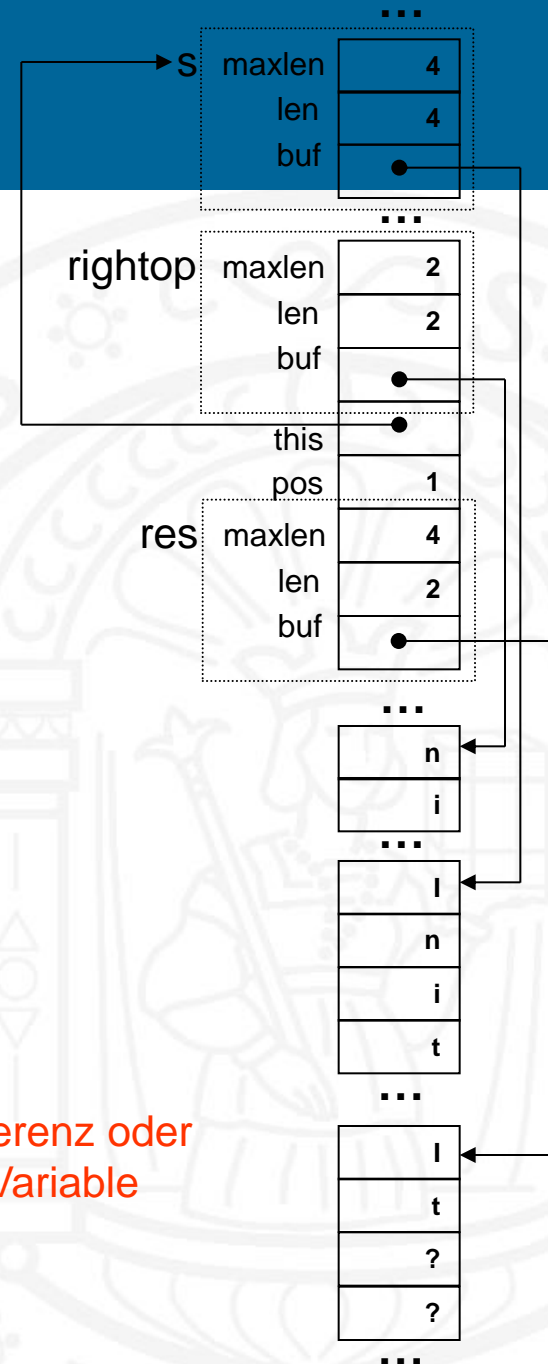 ...
s maxlen 4
len 4
buf
...
rightop maxlen 2
len 2
buf
this
pos 1
res maxlen 4
len 2
buf
...
n
i
...
I
n
i
t
...
erenz oder
Variable
I
t
?
?
...